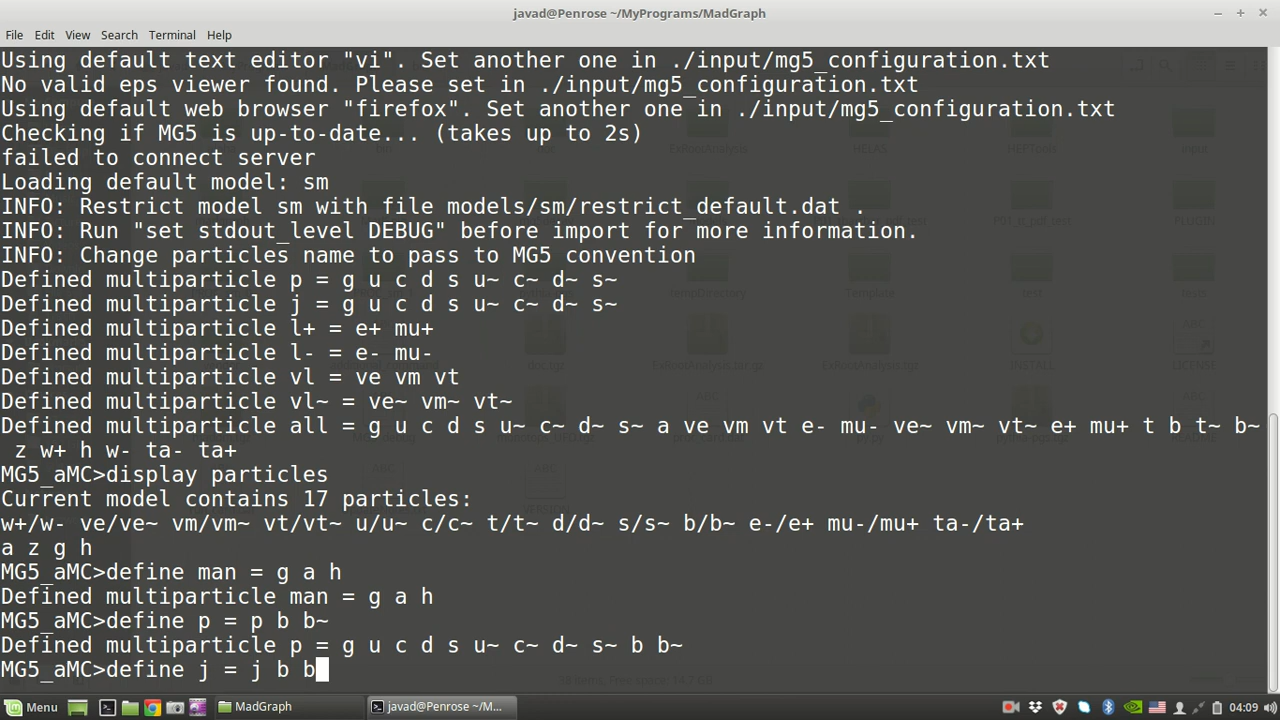 javad@Penrose ~/MyPrograms/MadGraph
File Edit View Search Terminal Help
Using default text editor "vi". Set another one in ./input/mg5_configuration.txt
No valid eps viewer found. Please set in ./input/mg5_configuration.txt
Using default web browser "firefox". Set another one in ./input/mg5_configuration.txt
Checking if MG5 is up-to-date... (takes up to 2s)
failed to connect server
Loading default model: sm
INFO: Restrict model sm with file models/sm/restrict_default.dat .
INFO: Run "set stdout_level DEBUG" before import for more information.
INFO: Change particles name to pass to MG5 convention
Defined multiparticle p = g u c d s u~ c~ d~ s~
Defined multiparticle j = g u c d s u~ c~ d~ s~
Defined multiparticle l+ = e+ mu+
Defined multiparticle l- = e- mu-
Defined multiparticle vl = ve vm vt
Defined multiparticle vl~ = ve~ vm~ vt~
Defined multiparticle all = g u c d s u~ c~ d~ s~ a ve vm vt e- mu- ve~ vm~ vt~ e+ mu+ t b t~ b~
z w+ h w- ta- ta+
MG5_aMC>display particles
Current model contains 17 particles:
w+/w- ve/ve~ vm/vm~ vt/vt~ u/u~ c/c~ t/t~ d/d~ s/s~ b/b~ e-/e+ mu-/mu+ ta-/ta+
a z g h
MG5_aMC>define man = g a h
Defined multiparticle man = g a h
MG5_aMC>define p = p b b~
Defined multiparticle p = g u c d s u~ c~ d~ s~ b b~
MG5_aMC>define j = j b b
Menu MadGraph javad@Penrose ~/M... 04:09